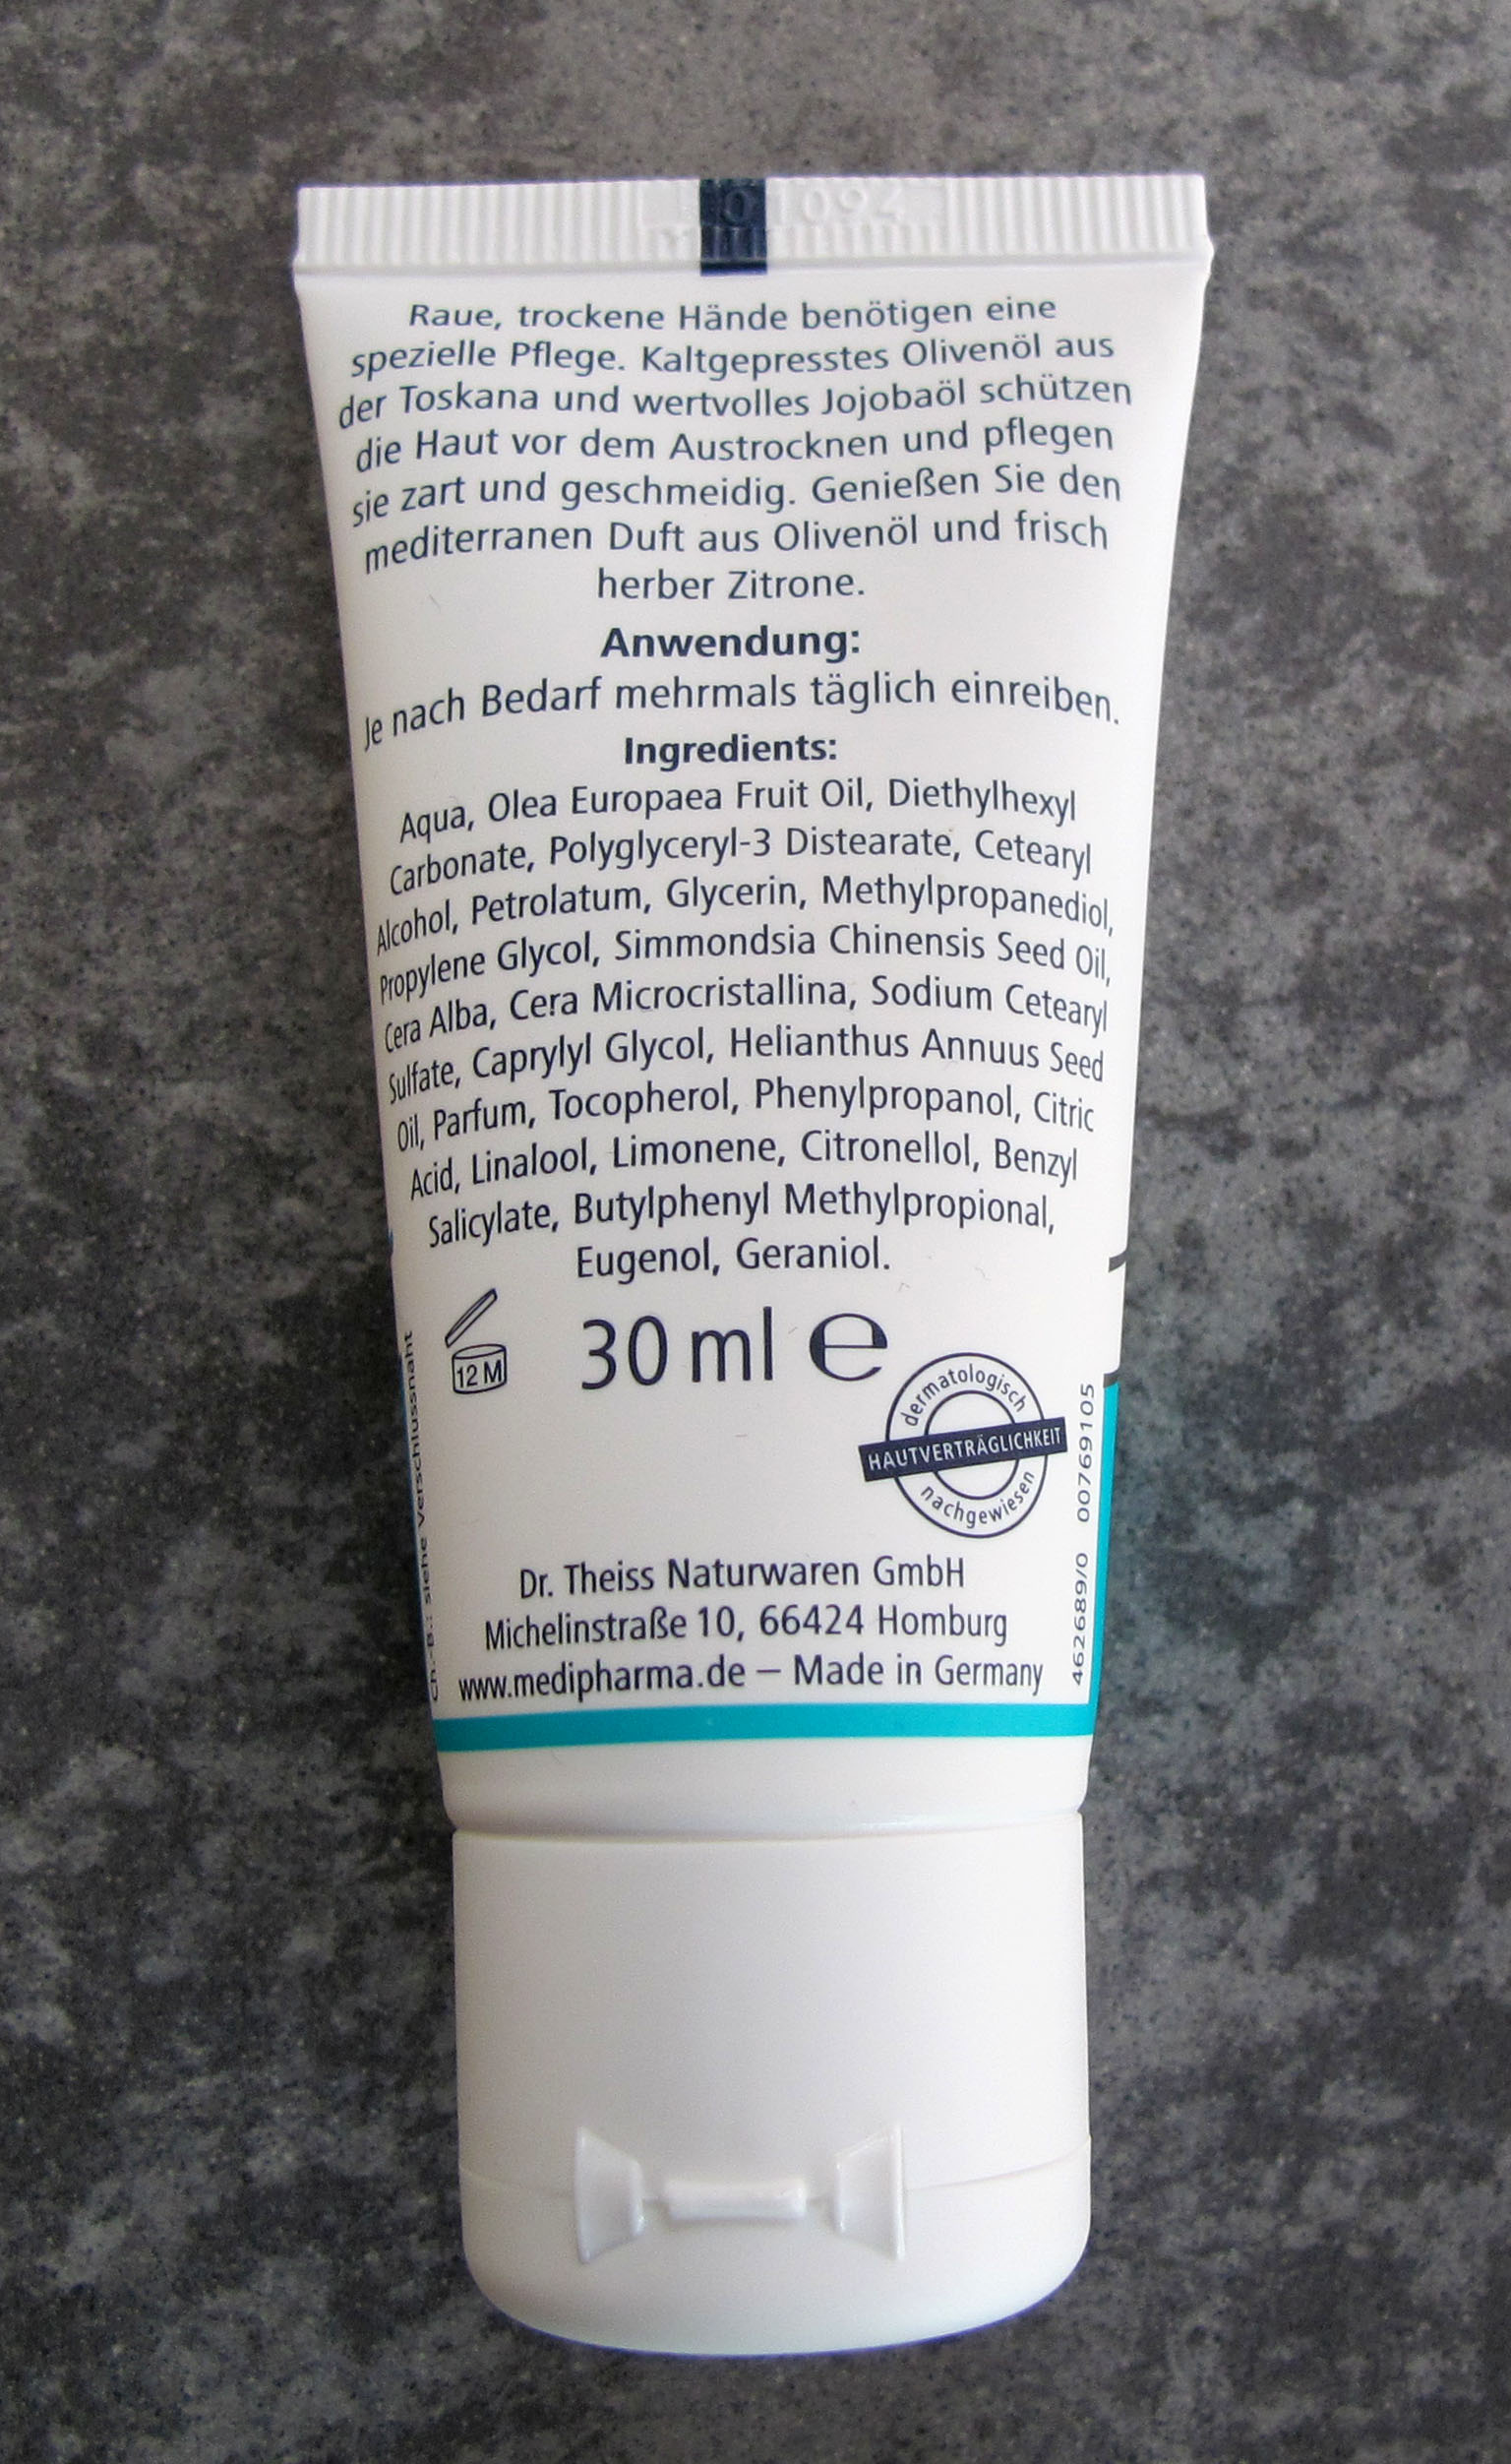 01092
Raue, trockene Hände benötigen eine
spezielle Pflege. Kaltgepresstes Olivenöl aus
der Toskana und wertvolles Jojobaöl schützen
die Haut vor dem Austrocknen und pflegen
sie zart und geschmeidig. Genießen Sie den
mediterranen Duft aus Olivenöl und frisch
herber Zitrone.
Anwendung:
Je nach Bedarf mehrmals täglich einreiben.
Ingredients:
Aqua, Olea Europaea Fruit Oil, Diethylhexyl
Carbonate, Polyglyceryl-3 Distearate, Cetearyl
Alcohol, Petrolatum, Glycerin, Methylpropanediol,
Propylene Glycol, Simmondsia Chinensis Seed Oil,
Cera Alba, Cera Microcristallina, Sodium Cetearyl
Sulfate, Caprylyl Glycol, Helianthus Annuus Seed
Oil, Parfum, Tocopherol, Phenylpropanol, Citric
Acid, Linalool, Limonene, Citronellol, Benzyl
Salicylate, Butylphenyl Methylpropional,
Eugenol, Geraniol.
12 M
30 ml e
dermatologisch
HAUTVERTRÄGLICHKEIT
nachgewiesen
Ch.-B.: siehe Verschlussnaht
462689/0 00769105
Dr. Theiss Naturwaren GmbH
Michelinstraße 10, 66424 Homburg
www.medipharma.de – Made in Germany